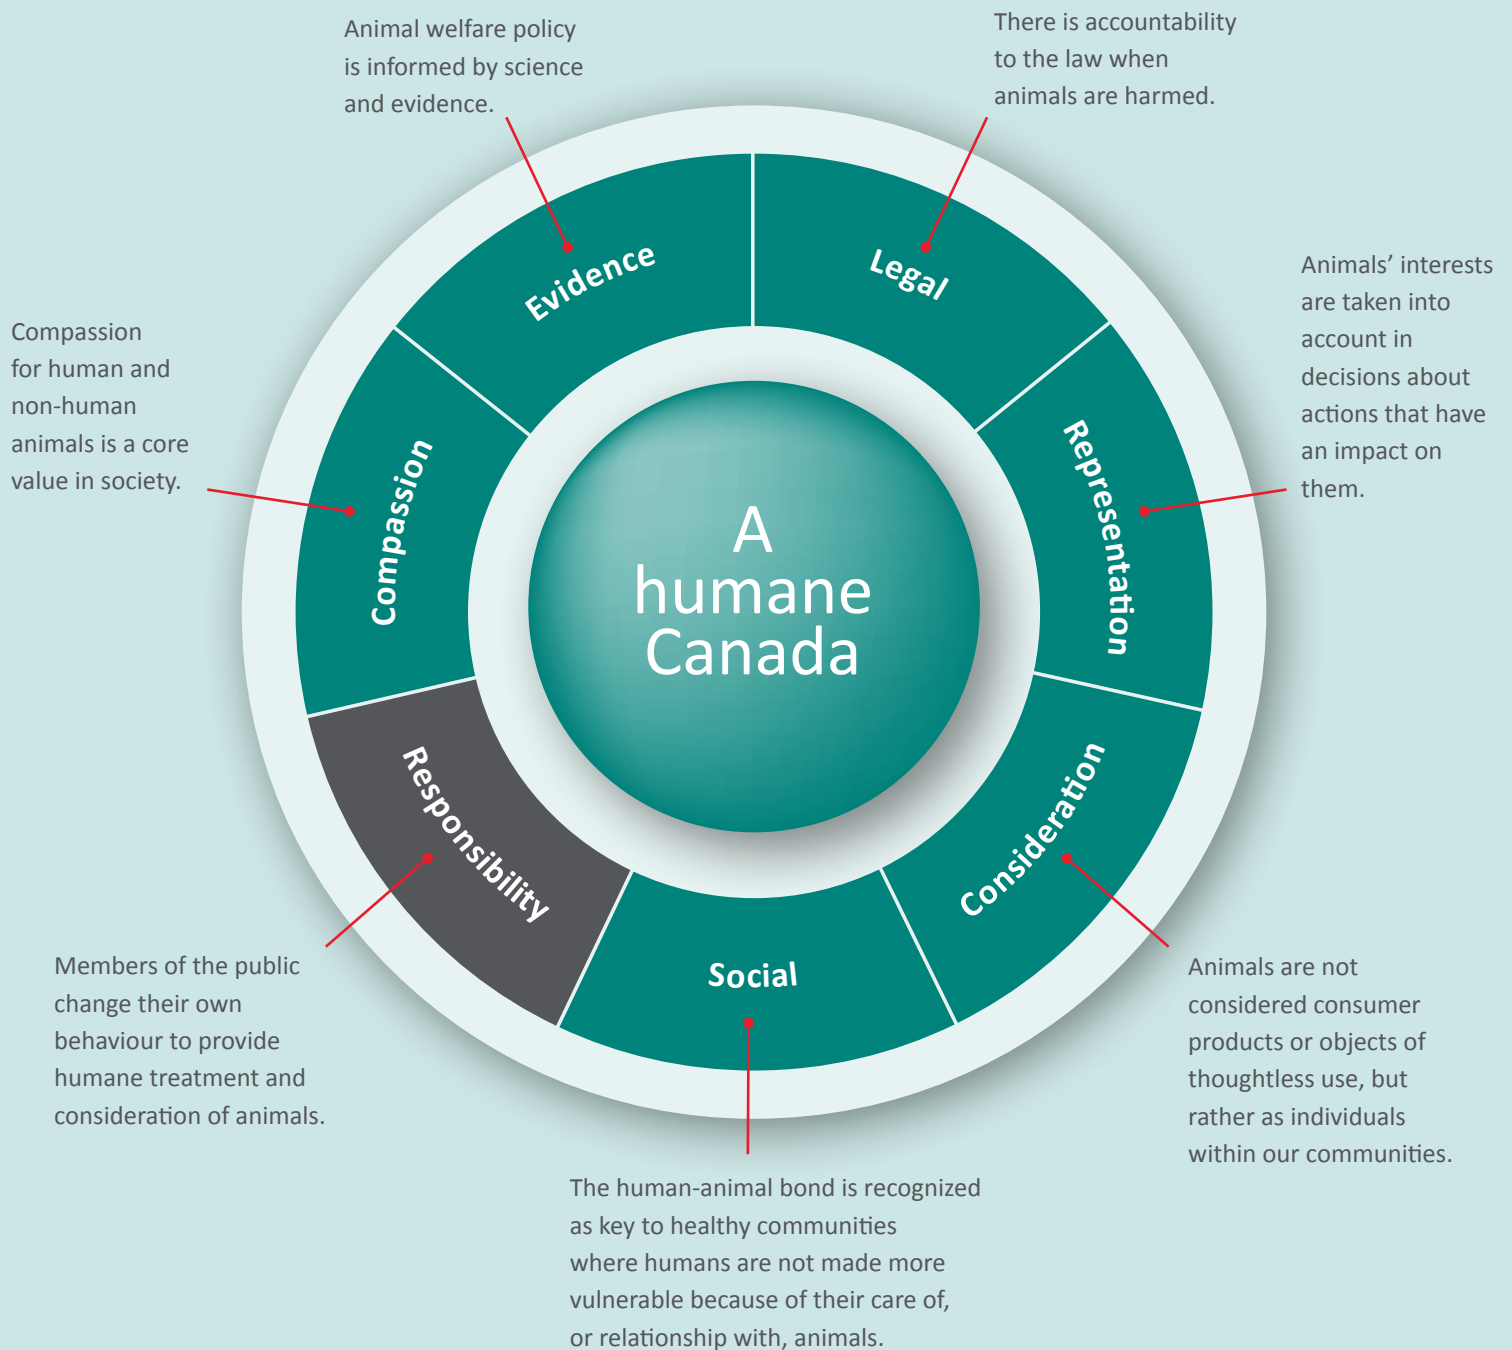 Animal welfare policy
is informed by science
and evidence.
There is accountability
to the law when
animals are harmed.
Animals’ interests
are taken into
account in
decisions about
actions that have
an impact on
them.
Compassion
for human and
non-human
animals is a core
value in society.
Evidence
Legal
Representation
Compassion
A
humane
Canada
Responsibility
Consideration
Social
Members of the public
change their own
behaviour to provide
humane treatment and
consideration of animals.
Animals are not
considered consumer
products or objects of
thoughtless use, but
rather as individuals
within our communities.
The human-animal bond is recognized
as key to healthy communities
where humans are not made more
vulnerable because of their care of,
or relationship with, animals.